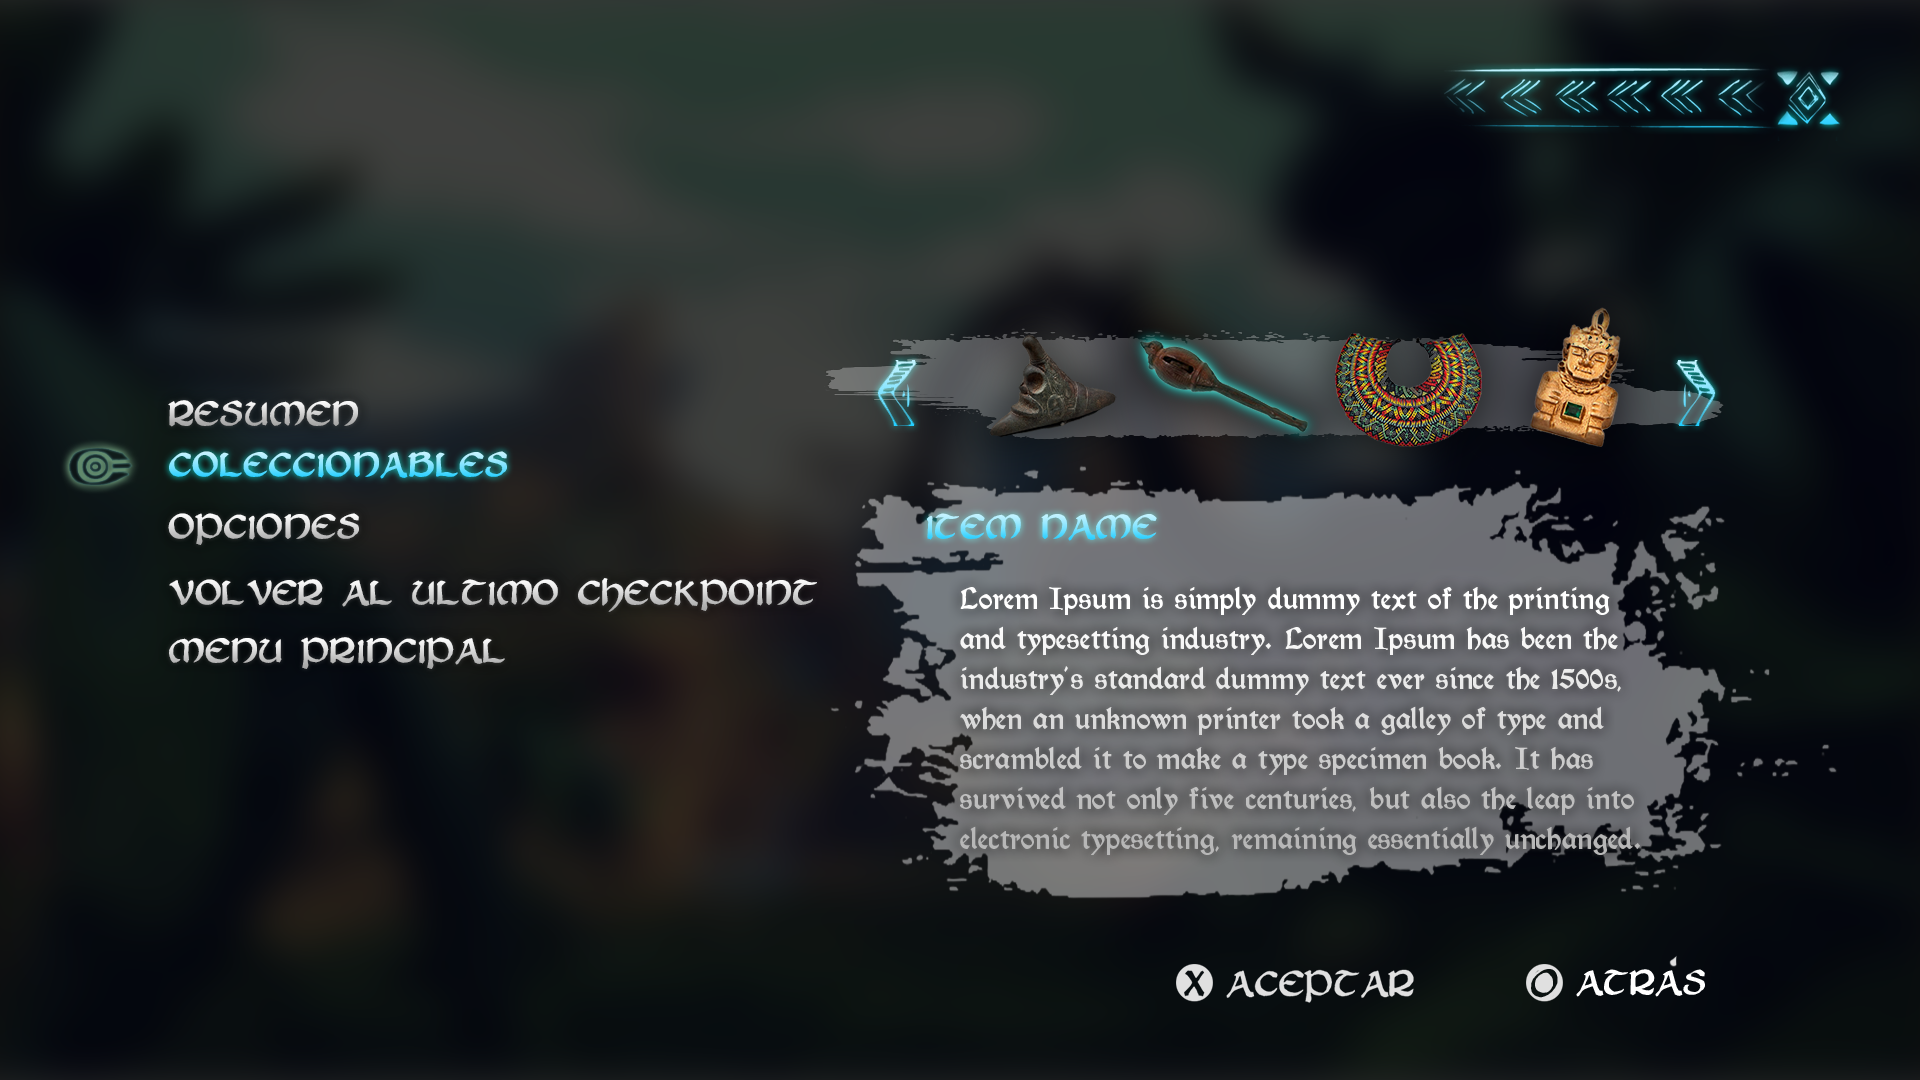 RESUMEN
COLECCIONABLES
OPCIONES
VOLVER AL ULTIMO CHECKPOINT
MENU PRINCIPAL
ITEM NAME
Lorem Ipsum is simply dummy text of the printing
and typesetting industry. Lorem Ipsum has been the
industry's standard dummy text ever since the 1500s,
when an unknown printer took a galley of type and
scrambled it to make a type specimen book. It has
survived not only five centuries, but also the leap into
electronic typesetting, remaining essentially unchanged.
X ACEPTAR
ATRÁS